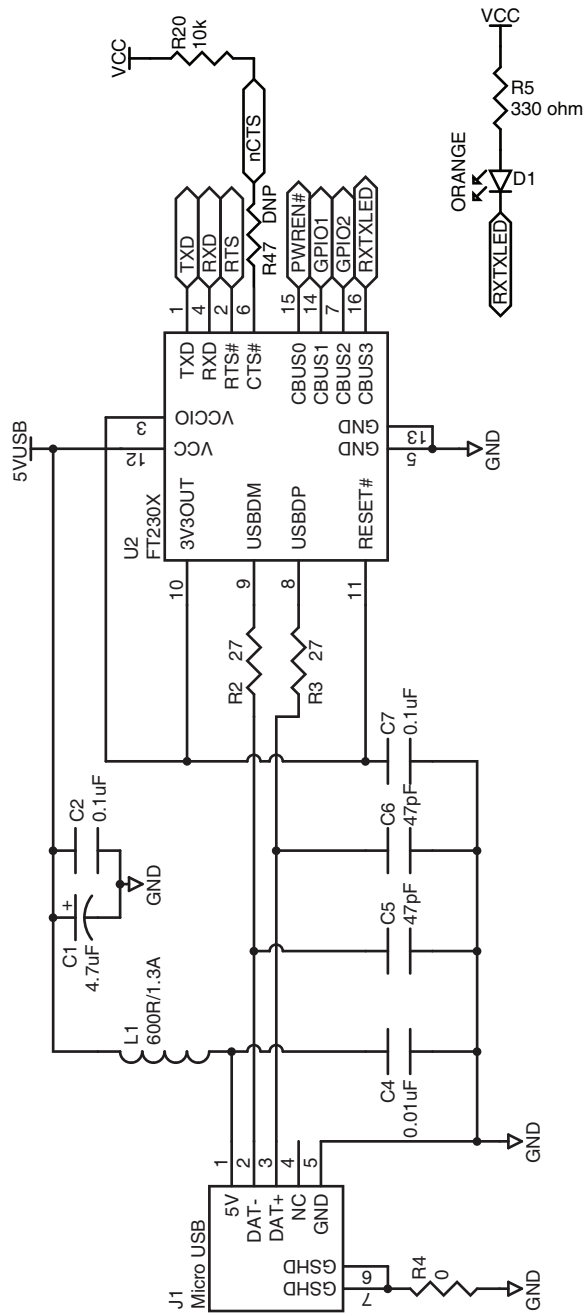 J1
Micro USB
5V
DAT-
DAT+
NC
GND
GSHD
GSHD
1
2
3
4
5
6
7
R4
0
GND
GND
L1
600R/1.3A
C1
+
4.7uF
C2
0.1uF
GND
C4
0.01uF
C5
47pF
C6
47pF
C7
0.1uF
R2
27
R3
27
5VUSB
U2
FT230X
3V3OUT
USBDM
USBDP
RESET#
10
9
8
11
VCC
VCCIO
12
3
GND
GND
5
13
GND
TXD
RXD
RTS#
CTS#
CBUS0
CBUS1
CBUS2
CBUS3
1
4
2
6
15
14
7
16
TXD
RXD
RTS
R47
DNP
nCTS
R20
10k
VCC
PWREN#
GPIO1
GPIO2
RXTXLED
RXTXLED
ORANGE
D1
R5
330 ohm
VCC